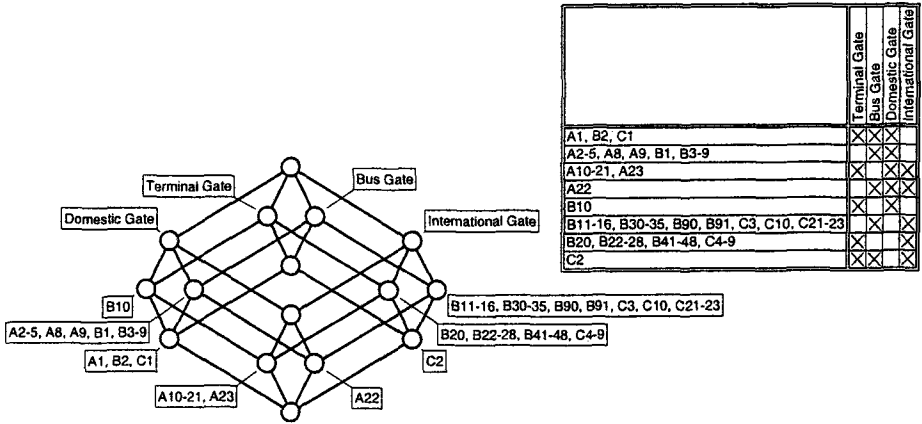 Terminal Gate
Bus Gate
Domestic Gate
International Gate
A1, B2, C1
A2-5, A8, A9, B1, B3-9
A10-21, A23
A22
B10
B11-16, B30-35, B90, B91, C3, C10, C21-23
B20, B22-28, B41-48, C4-9
C2
Terminal Gate
Bus Gate
Domestic Gate
International Gate
B10
B11-16, B30-35, B90, B91, C3, C10, C21-23
A2-5, A8, A9, B1, B3-9
B20, B22-28, B41-48, C4-9
A1, B2, C1
C2
A10-21, A23
A22